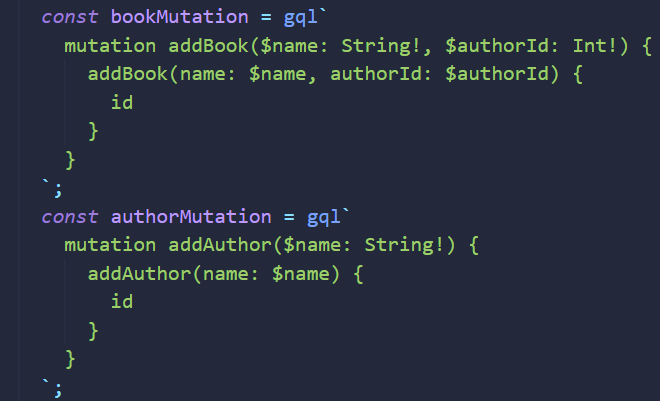 const bookMutation = gql`
  mutation addBook($name: String!, $authorId: Int!) {
    addBook(name: $name, authorId: $authorId) {
      id
    }
  }
`;
const authorMutation = gql`
  mutation addAuthor($name: String!) {
    addAuthor(name: $name) {
      id
    }
  }
`;